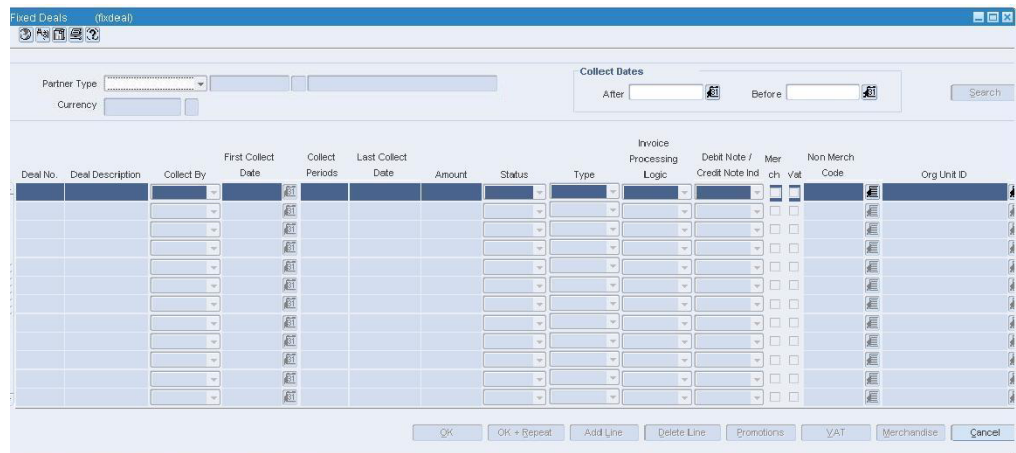 Fixed Deals (fixdeal)
Collect Dates
Partner Type
After
Before
Search
Currency
Deal No.
Deal Description
Collect By
First Collect
Date
Collect
Periods
Last Collect
Date
Amount
Status
Type
Invoice
Processing
Logic
Debit Note /
Credit Note Ind
Mer
ch
Vat
Non Merch
Code
Org Unit ID
OK
OK + Repeat
Add Line
Delete Line
Promotions
VAT
Merchandise
Cancel